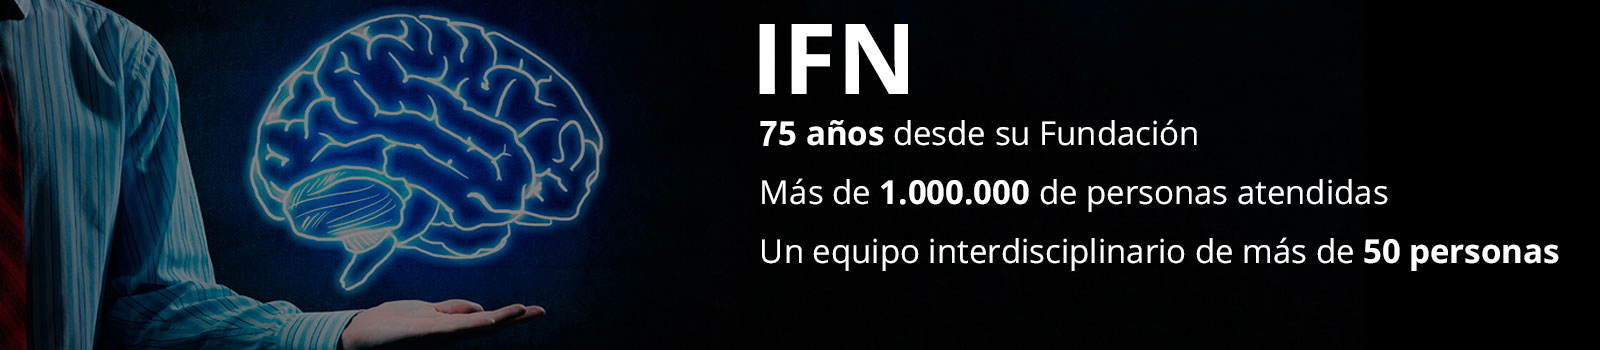 IFN
75 años desde su Fundación
Más de 1.000.000 de personas atendidas
Un equipo interdisciplinario de más de 50 personas